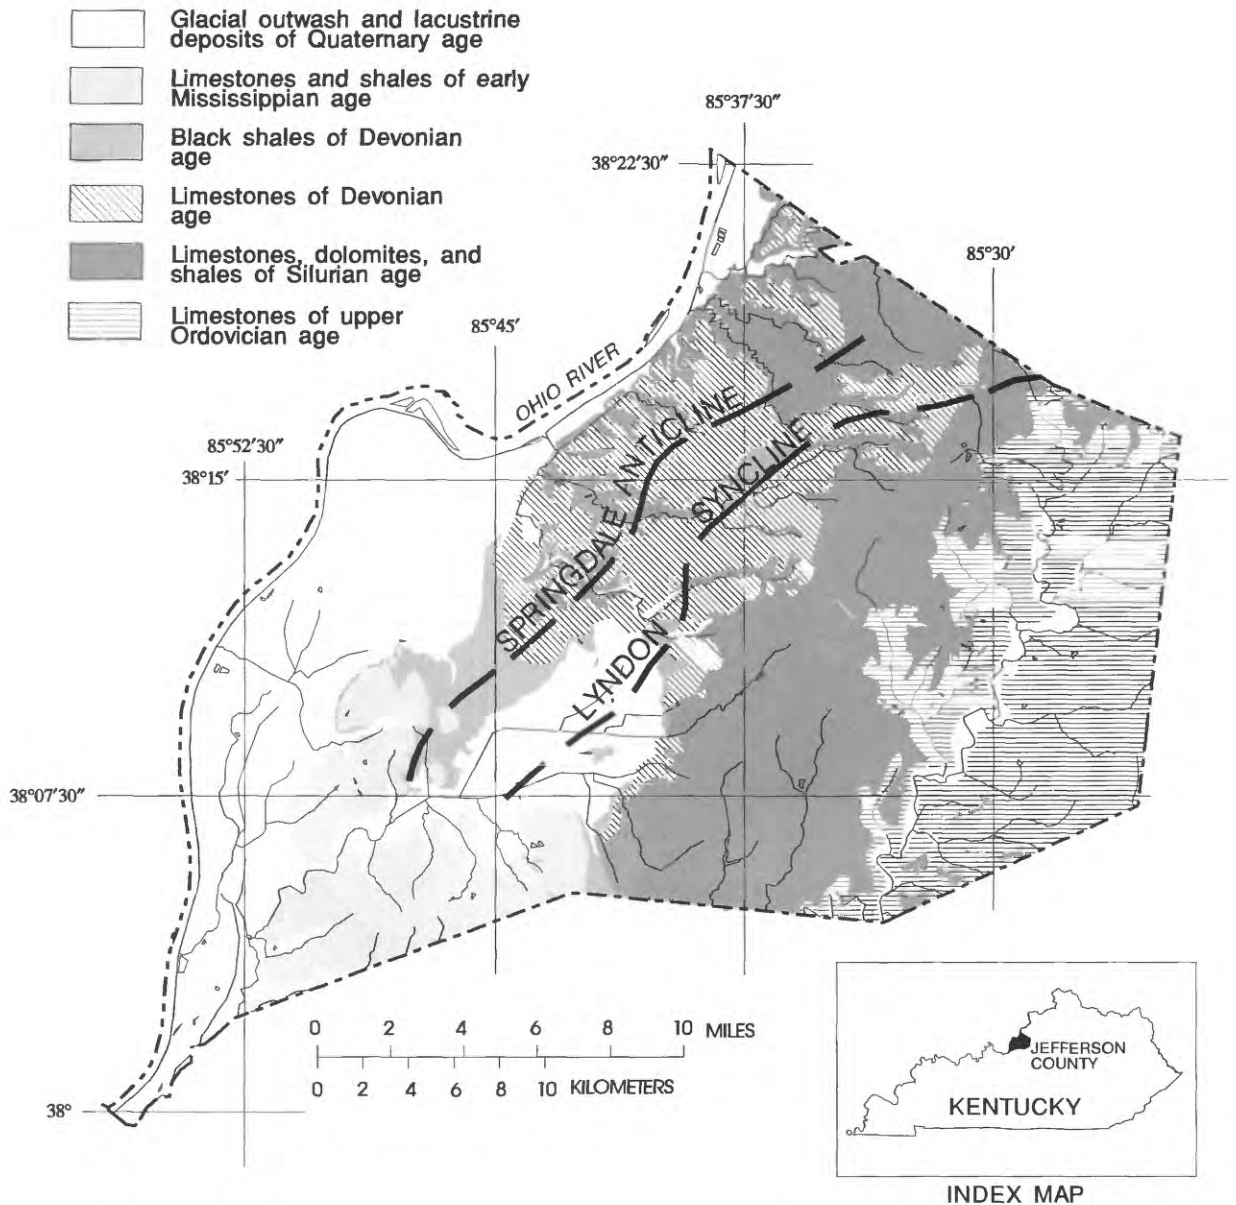 Glacial outwash and lacustrine
deposits of Quaternary age
Limestones and shales of early
Mississippian age
Black shales of Devonian
age
Limestones of Devonian
age
Limestones, dolomites, and
shales of Silurian age
Limestones of upper
Ordovician age
85°37'30"
38°22'30"
85°30'
85°45'
OHIO RIVER
85°52'30"
38°15'
SPRINGDALE ANTICLINE
LYNDON SYNCLINE
38°07'30"
38°
0 2 4 6 8 10 MILES
0 2 4 6 8 10 KILOMETERS
JEFFERSON
COUNTY
KENTUCKY
INDEX MAP